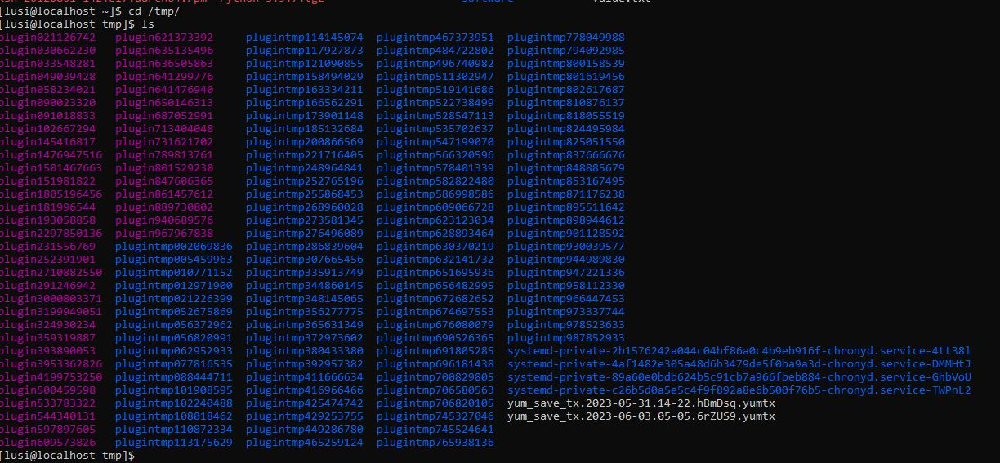 [lusi@localhost ~]$ cd /tmp/
[lusi@localhost tmp]$ ls
plugin021126742 plugin621373392 plugintmp114145074 plugintmp467373951 plugintmp778049988
plugin030662230 plugin635135496 plugintmp117927873 plugintmp484722802 plugintmp794092985
plugin033548281 plugin636505863 plugintmp121090855 plugintmp496740982 plugintmp800158539
plugin049039428 plugin641299776 plugintmp158494029 plugintmp511302947 plugintmp801619456
plugin058234021 plugin641476940 plugintmp163334211 plugintmp519141686 plugintmp802617687
plugin090023320 plugin650146313 plugintmp166562291 plugintmp522738499 plugintmp810876137
plugin091018833 plugin687052991 plugintmp173901148 plugintmp528547113 plugintmp818055519
plugin102667294 plugin713404048 plugintmp185132684 plugintmp535702637 plugintmp824495984
plugin145416817 plugin731621702 plugintmp200866569 plugintmp547199070 plugintmp825051550
plugin1476947516 plugin789813761 plugintmp221716405 plugintmp566320596 plugintmp837666676
plugin1501467663 plugin801529230 plugintmp248964841 plugintmp578401339 plugintmp848885679
plugin151981822 plugin847606365 plugintmp252765196 plugintmp582822480 plugintmp853167495
plugin1805196456 plugin861457612 plugintmp255868453 plugintmp586998586 plugintmp871176238
plugin181996544 plugin889730802 plugintmp268960028 plugintmp609066728 plugintmp895511642
plugin193058858 plugin940689576 plugintmp273581345 plugintmp623123034 plugintmp898944612
plugin2297850136 plugin967967838 plugintmp276496089 plugintmp628893464 plugintmp901128592
plugin231556769 plugintmp002069836 plugintmp286839604 plugintmp630370219 plugintmp930039577
plugin252391901 plugintmp005459963 plugintmp307665456 plugintmp632141732 plugintmp944989830
plugin2710882550 plugintmp010771152 plugintmp335913749 plugintmp651695936 plugintmp947221336
plugin291246942 plugintmp012971900 plugintmp344860145 plugintmp656482995 plugintmp958112330
plugin3000803371 plugintmp021226399 plugintmp348145065 plugintmp672682652 plugintmp966447453
plugin3199949051 plugintmp052675869 plugintmp356277775 plugintmp674697553 plugintmp973337744
plugin324930234 plugintmp056372962 plugintmp365631349 plugintmp676080079 plugintmp978523633
plugin359319887 plugintmp056820991 plugintmp372973602 plugintmp690526365 plugintmp987852933
plugin393890053 plugintmp062952933 plugintmp380433380 plugintmp691805285 systemd-private-2b1576242a044c04bf86a0c4b9eb916f-chronyd.service-4tt38l
plugin3953362826 plugintmp077816535 plugintmp392957382 plugintmp696181438 systemd-private-4af1482e305a48d6b3479de5f0ba9a3d-chronyd.service-DMMHtJ
plugin4199753250 plugintmp088444711 plugintmp411666634 plugintmp700829805 systemd-private-89a60e0bdb624b5c91cb7a966fbeb884-chronyd.service-GhbVoU
plugin500459598 plugintmp101908595 plugintmp416966466 plugintmp706580563 systemd-private-c26b5d0a5e5c4f9f892a8e6b500f76b5-chronyd.service-TWPnL2
plugin533783322 plugintmp102240488 plugintmp425474742 plugintmp706820105 yum_save_tx.2023-05-31.14-22.hBmDsq.yumtx
plugin544340131 plugintmp108018462 plugintmp429253755 plugintmp745327046 yum_save_tx.2023-06-03.05-05.6rZUS9.yumtx
plugin597897605 plugintmp110872334 plugintmp449286780 plugintmp745524641
plugin609573826 plugintmp113175629 plugintmp465259124 plugintmp765938136
[lusi@localhost tmp]$